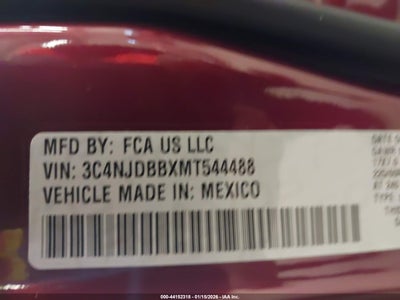 MFD BY: FCA US LLC
VIN: 3C4NJDBBXMT544488
VEHICLE MADE IN: MEXICO
000-44152318 - 01/15/2026 - IAA Inc.